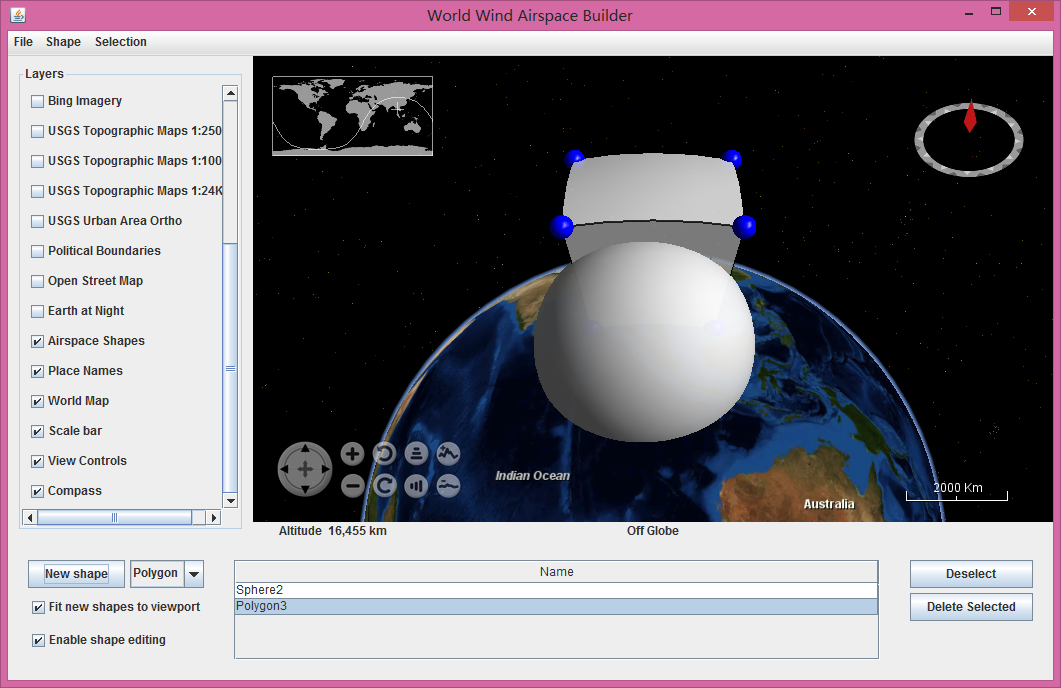 World Wind Airspace Builder
File Shape Selection
Layers
Bing Imagery
USGS Topographic Maps 1:250
USGS Topographic Maps 1:100
USGS Topographic Maps 1:24K
USGS Urban Area Ortho
Political Boundaries
Open Street Map
Earth at Night
Airspace Shapes
Place Names
World Map
Scale bar
View Controls
Compass
Indian Ocean
Australia
2000 Km
Altitude 16,455 km
Off Globe
New shape
Polygon
Fit new shapes to viewport
Enable shape editing
Name
Sphere2
Polygon3
Deselect
Delete Selected